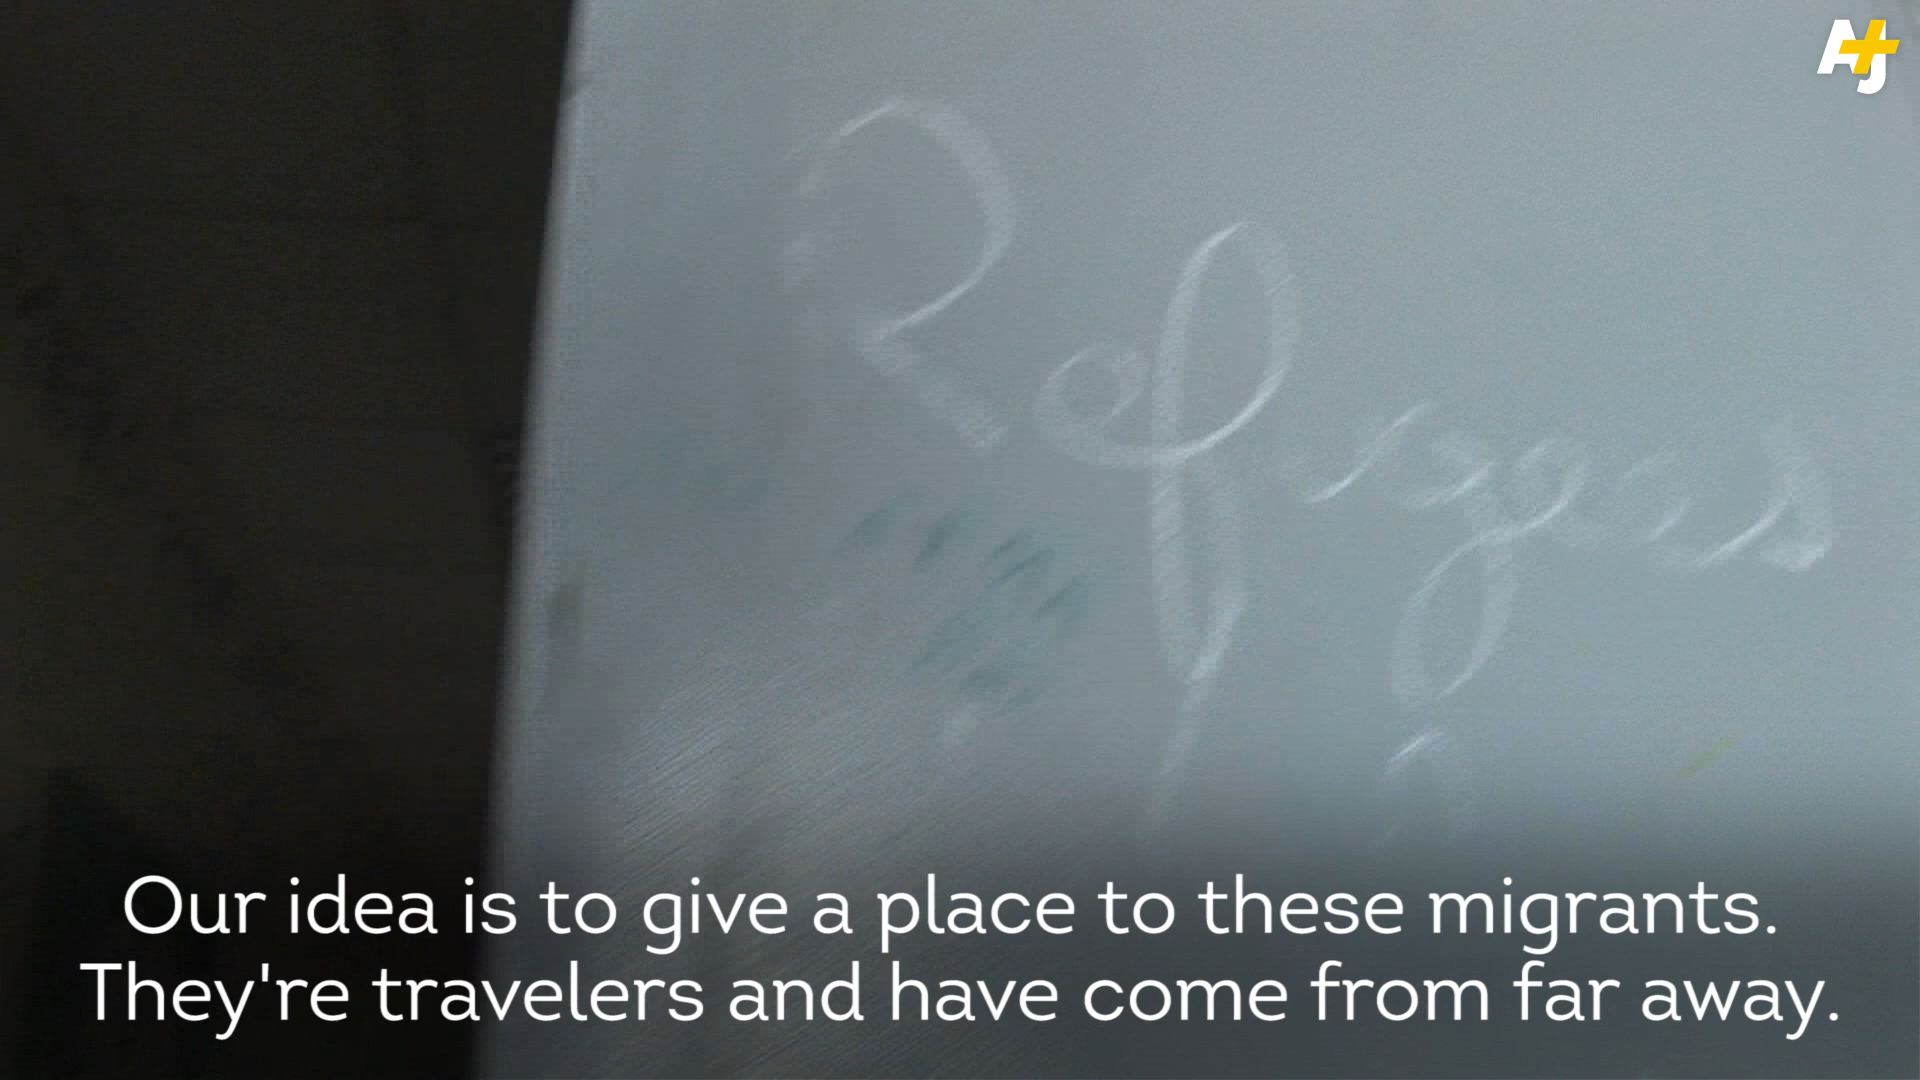 AJ+
Refugees
Our idea is to give a place to these migrants.
They're travelers and have come from far away.